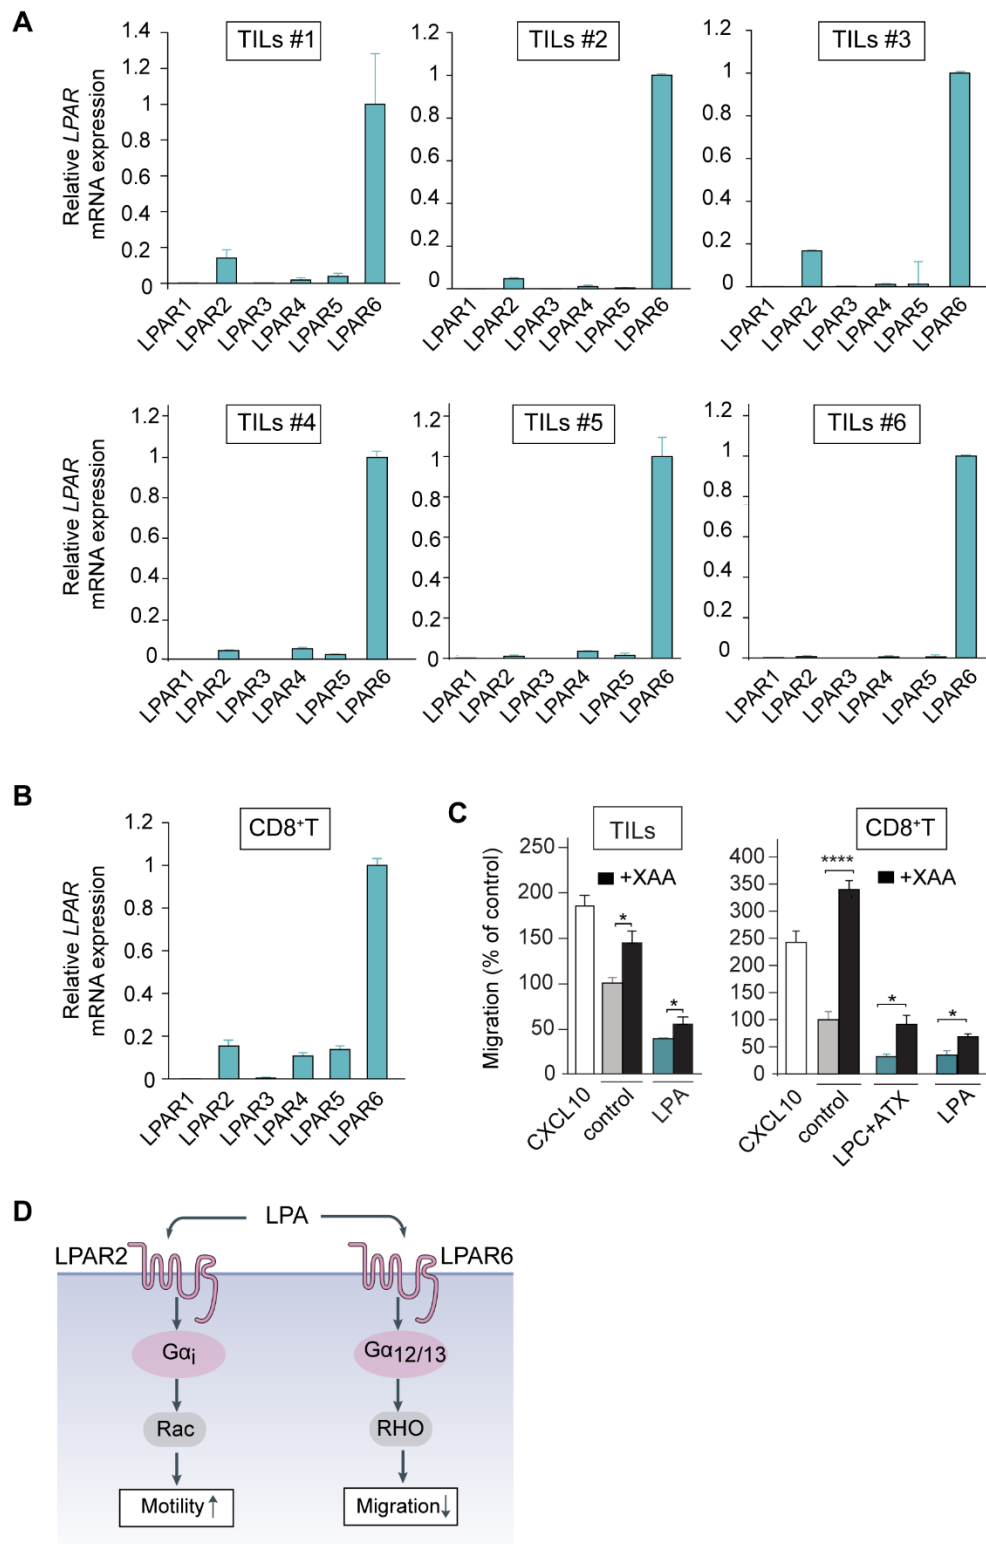 A
TILs #1
TILs #2
TILs #3
Relative LPAR
mRNA expression
1.4
1.2
1
0.8
0.6
0.4
0.2
0
1.2
1
0.8
0.6
0.4
0.2
0
1.2
1
0.8
0.6
0.4
0.2
0
LPAR1 LPAR2 LPAR3 LPAR4 LPAR5 LPAR6
LPAR1 LPAR2 LPAR3 LPAR4 LPAR5 LPAR6
LPAR1 LPAR2 LPAR3 LPAR4 LPAR5 LPAR6
TILs #4
TILs #5
TILs #6
Relative LPAR
mRNA expression
1.2
1
0.8
0.6
0.4
0.2
0
1.2
1
0.8
0.6
0.4
0.2
0
1.2
1
0.8
0.6
0.4
0.2
0
LPAR1 LPAR2 LPAR3 LPAR4 LPAR5 LPAR6
LPAR1 LPAR2 LPAR3 LPAR4 LPAR5 LPAR6
LPAR1 LPAR2 LPAR3 LPAR4 LPAR5 LPAR6
B
CD8⁺T
Relative LPAR
mRNA expression
1.2
1
0.8
0.6
0.4
0.2
0
LPAR1 LPAR2 LPAR3 LPAR4 LPAR5 LPAR6
C
TILs
+XAA
Migration (% of control)
250
200
150
100
50
0
*
*
CXCL10 control LPA
CD8⁺T
+XAA
400
350
300
250
200
150
100
50
0
****
*
*
CXCL10 control LPC+ATX LPA
D
LPA
LPAR2
LPAR6
Gαi
Gα12/13
Rac
RHO
Motility↑
Migration↓